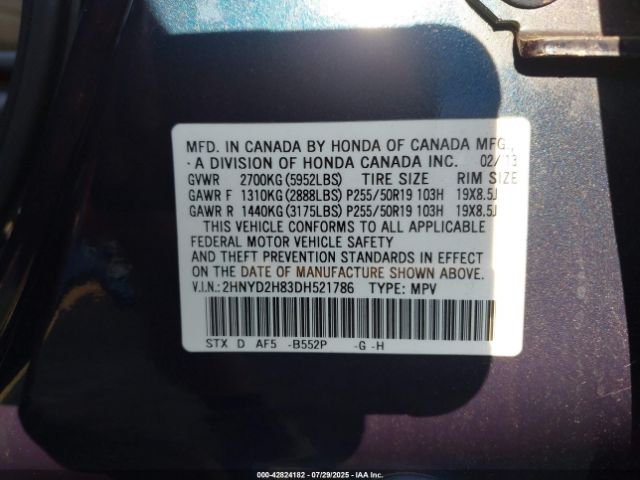 MFD. IN CANADA BY HONDA OF CANADA MFG.,
A DIVISION OF HONDA CANADA INC. 02/13
GVWR 2700KG(5952LBS) TIRE SIZE RIM SIZE
GAWR F 1310KG(2888LBS)P255/50R19 103H 19X8.5J
GAWR R 1440KG(3175LBS)P255/50R19 103H 19X8.5J
THIS VEHICLE CONFORMS TO ALL APPLICABLE
FEDERAL MOTOR VEHICLE SAFETY
AND THEFT PREVENTION STANDARDS IN EFFECT
ON THE DATE OF MANUFACTURE SHOWN ABOVE.
V.I.N.:2HNYD2H83DH521786 TYPE: MPV
STX D AF5 -B552P -G -H
000-42824182 | 07/29/2025 - IAA Inc.